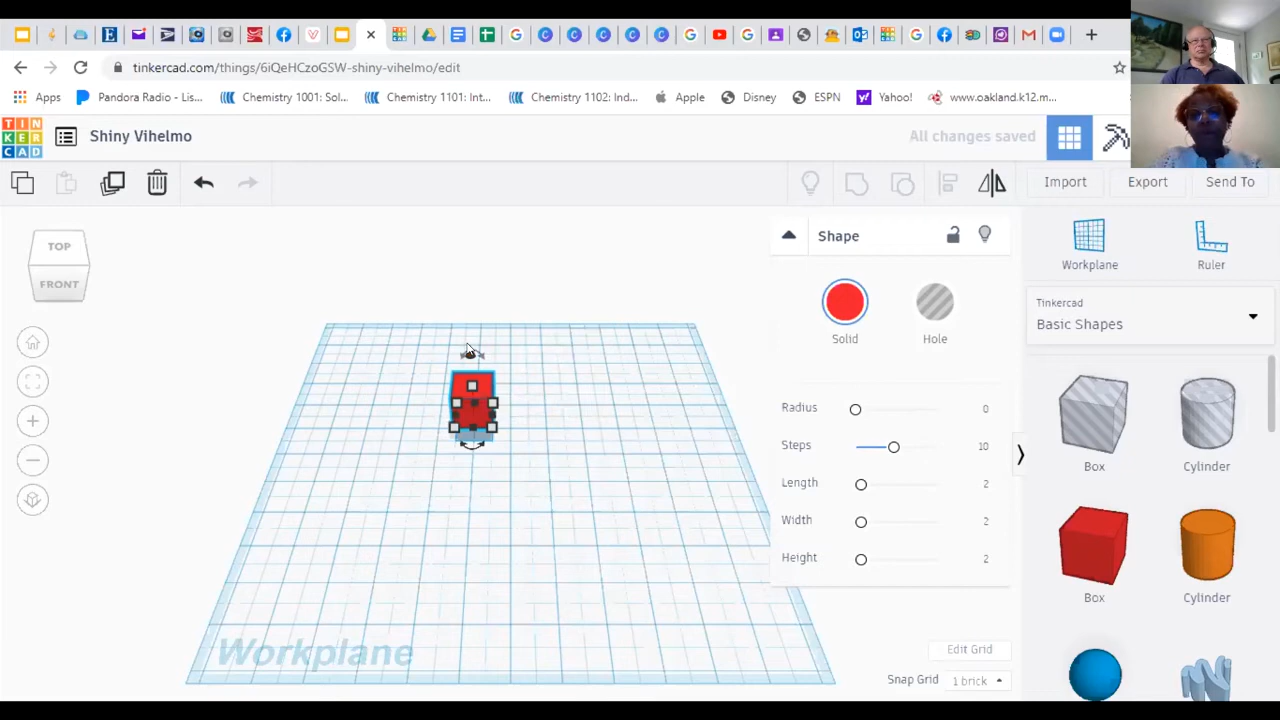 tinkercad.com/things/6iQeHCzoGSW-shiny-vihelmo/edit
Apps
Pandora Radio - Lis...
Chemistry 1001: Sol...
Chemistry 1101: Int...
Chemistry 1102: Ind...
Apple
Disney
ESPN
Yahoo!
www.oakland.k12.m...
TIN
KER
CAD
Shiny Vihelmo
All changes saved
Import
Export
Send To
TOP
FRONT
Shape
Solid
Hole
Radius 0
Steps 10
Length 2
Width 2
Height 2
Workplane
Ruler
Tinkercad
Basic Shapes
Box
Cylinder
Box
Cylinder
Workplane
Edit Grid
Snap Grid 1 brick